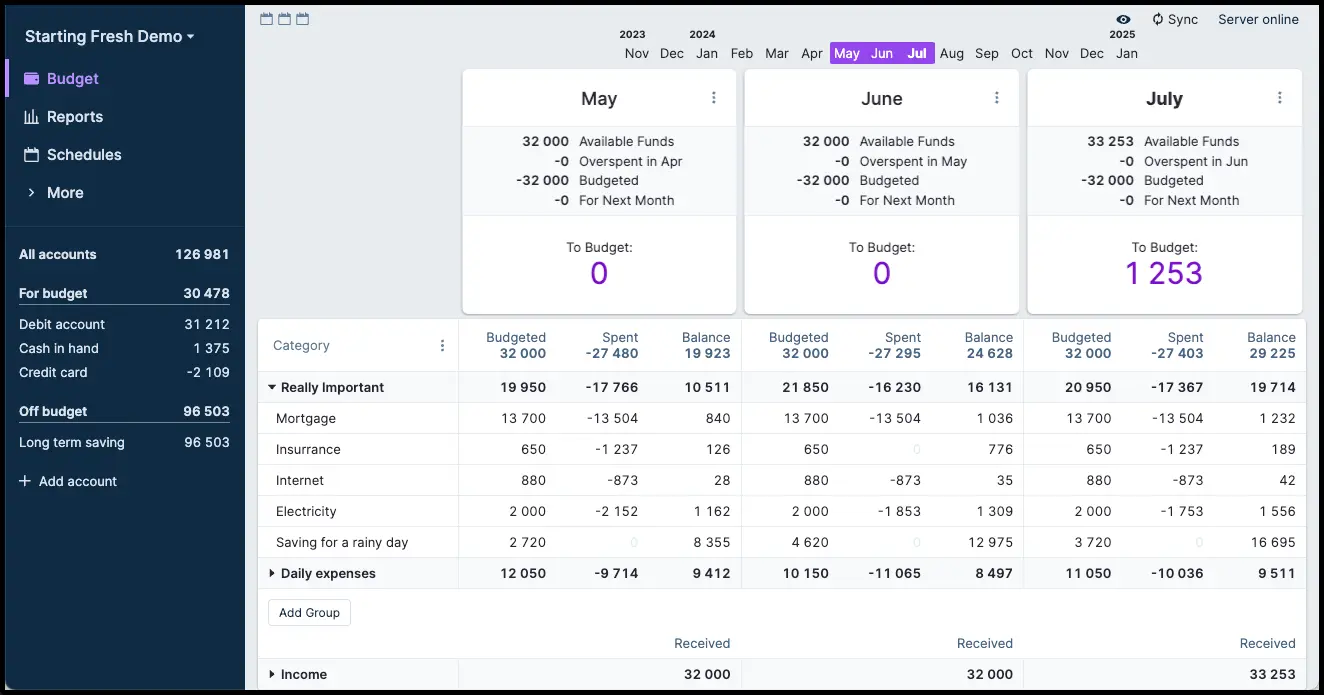 Starting Fresh Demo
Budget
Reports
Schedules
More
All accounts 126 981
For budget 30 478
Debit account 31 212
Cash in hand 1 375
Credit card -2 109
Off budget 96 503
Long term saving 96 503
+ Add account
Sync Server online
2023 2024 2025
Nov Dec Jan Feb Mar Apr May Jun Jul Aug Sep Oct Nov Dec Jan
May
32 000 Available Funds
-0 Overspent in Apr
-32 000 Budgeted
-0 For Next Month
To Budget:
0
June
32 000 Available Funds
-0 Overspent in May
-32 000 Budgeted
-0 For Next Month
To Budget:
0
July
33 253 Available Funds
-0 Overspent in Jun
-32 000 Budgeted
-0 For Next Month
To Budget:
1 253
Category Budgeted Spent Balance Budgeted Spent Balance Budgeted Spent Balance
32 000 -27 480 19 923 32 000 -27 295 24 628 32 000 -27 403 29 225
Really Important 19 950 -17 766 10 511 21 850 -16 230 16 131 20 950 -17 367 19 714
Mortgage 13 700 -13 504 840 13 700 -13 504 1 036 13 700 -13 504 1 232
Insurrance 650 -1 237 126 650 0 776 650 -1 237 189
Internet 880 -873 28 880 -873 35 880 -873 42
Electricity 2 000 -2 152 1 162 2 000 -1 853 1 309 2 000 -1 753 1 556
Saving for a rainy day 2 720 0 8 355 4 620 0 12 975 3 720 0 16 695
Daily expenses 12 050 -9 714 9 412 10 150 -11 065 8 497 11 050 -10 036 9 511
Add Group
Received Received Received
Income 32 000 32 000 33 253